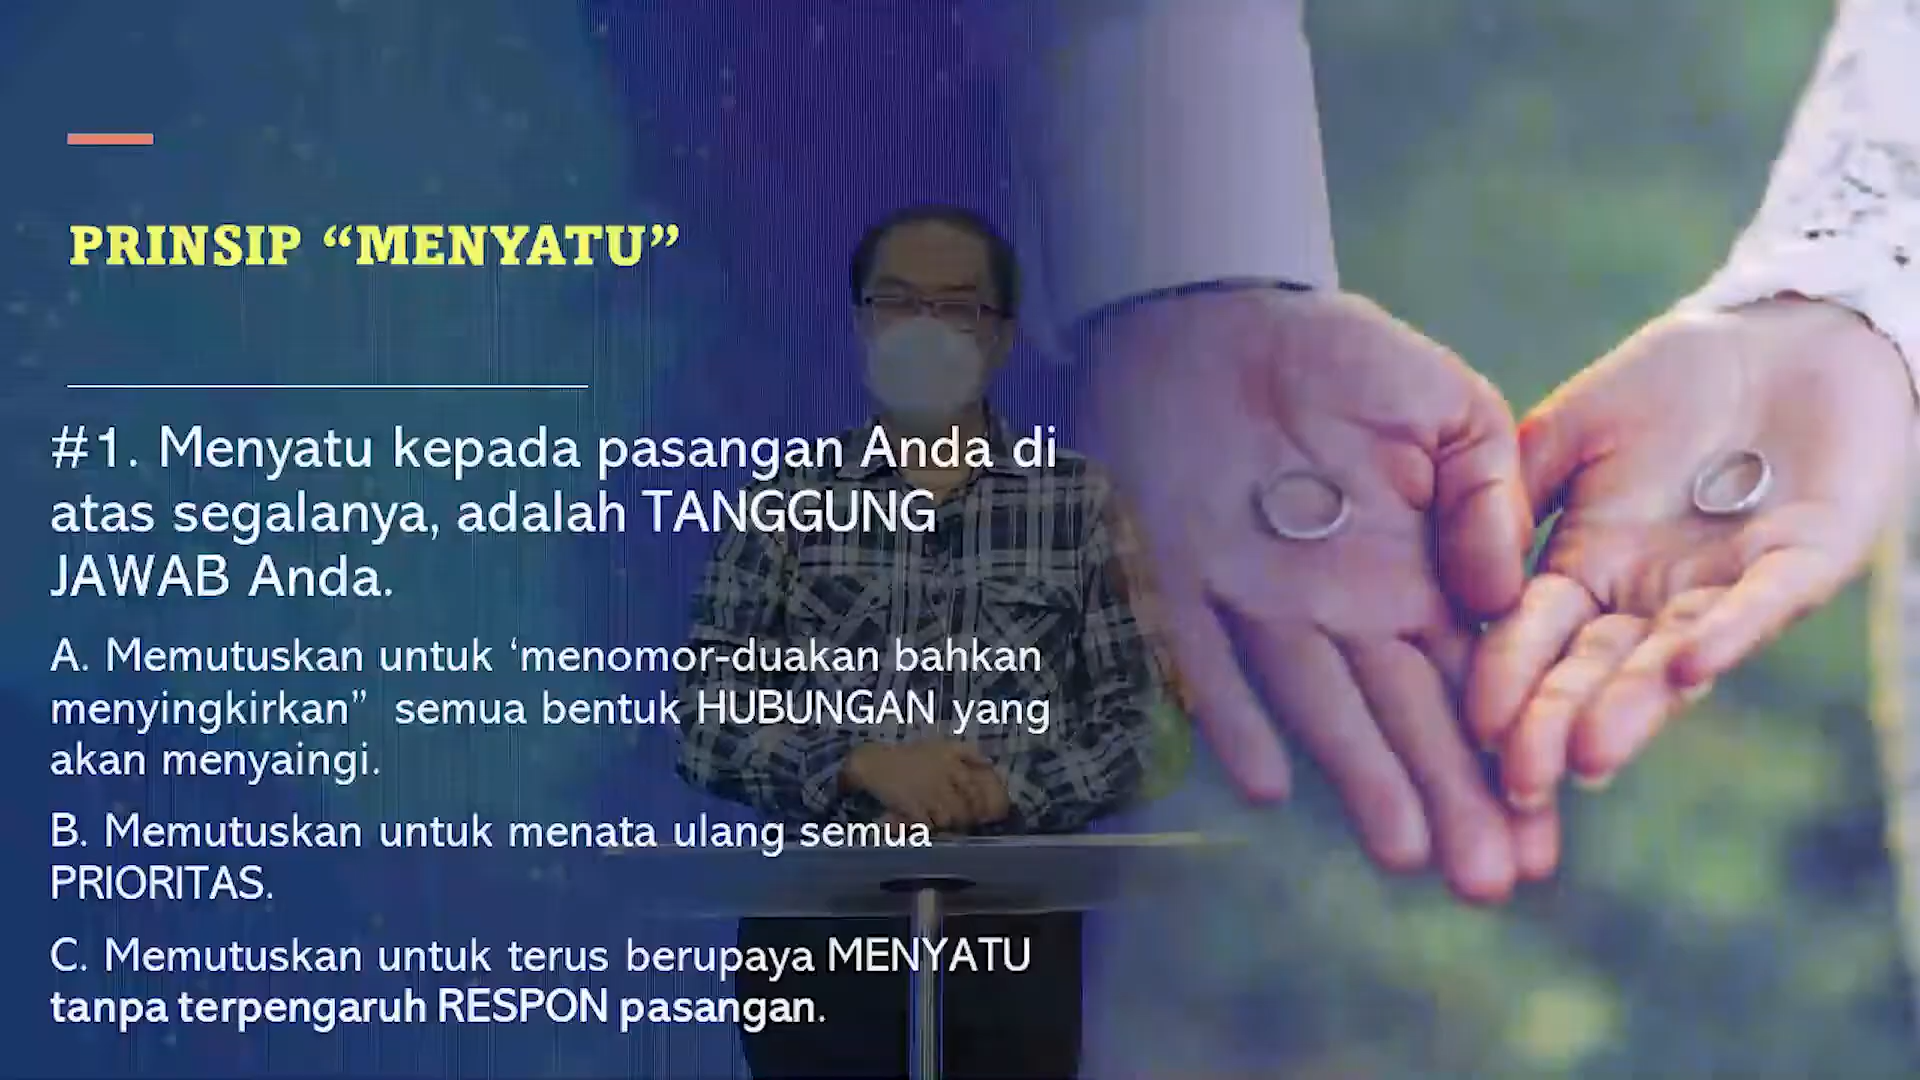 PRINSIP “MENYATU”
#1. Menyatu kepada pasangan Anda di
atas segalanya, adalah TANGGUNG
JAWAB Anda.
A. Memutuskan untuk ‘menomor-duakan bahkan
menyingkirkan” semua bentuk HUBUNGAN yang
akan menyaingi.
B. Memutuskan untuk menata ulang semua
PRIORITAS.
C. Memutuskan untuk terus berupaya MENYATU
tanpa terpengaruh RESPON pasangan.